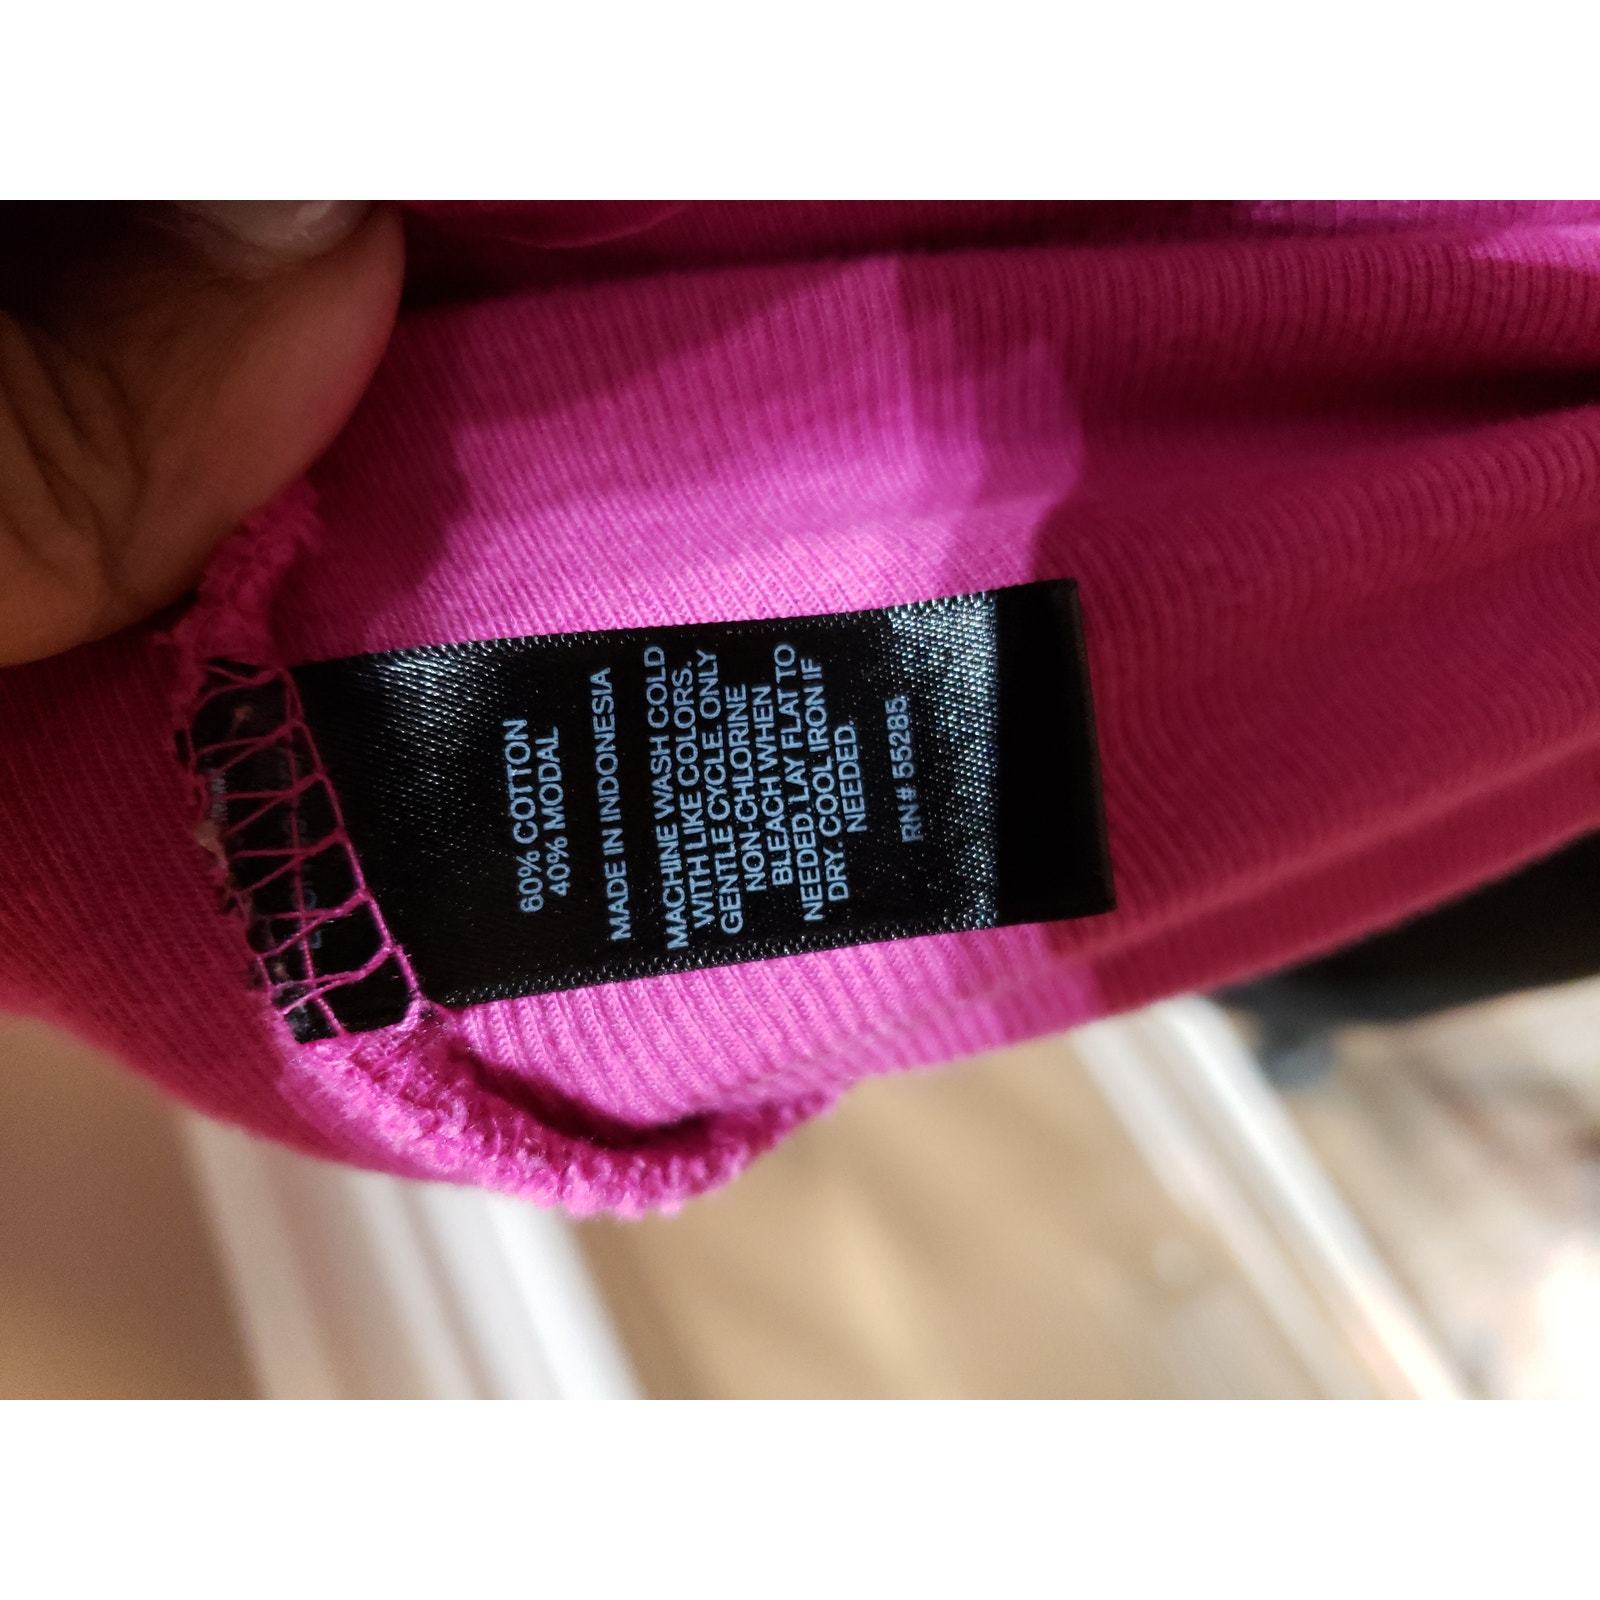 60% COTTON
40% MODAL
MADE IN INDONESIA
MACHINE WASH COLD
WITH LIKE COLORS.
GENTLE CYCLE. ONLY
NON-CHLORINE
BLEACH WHEN
NEEDED. LAY FLAT TO
DRY. COOL IRON IF
NEEDED.
RN# 55285